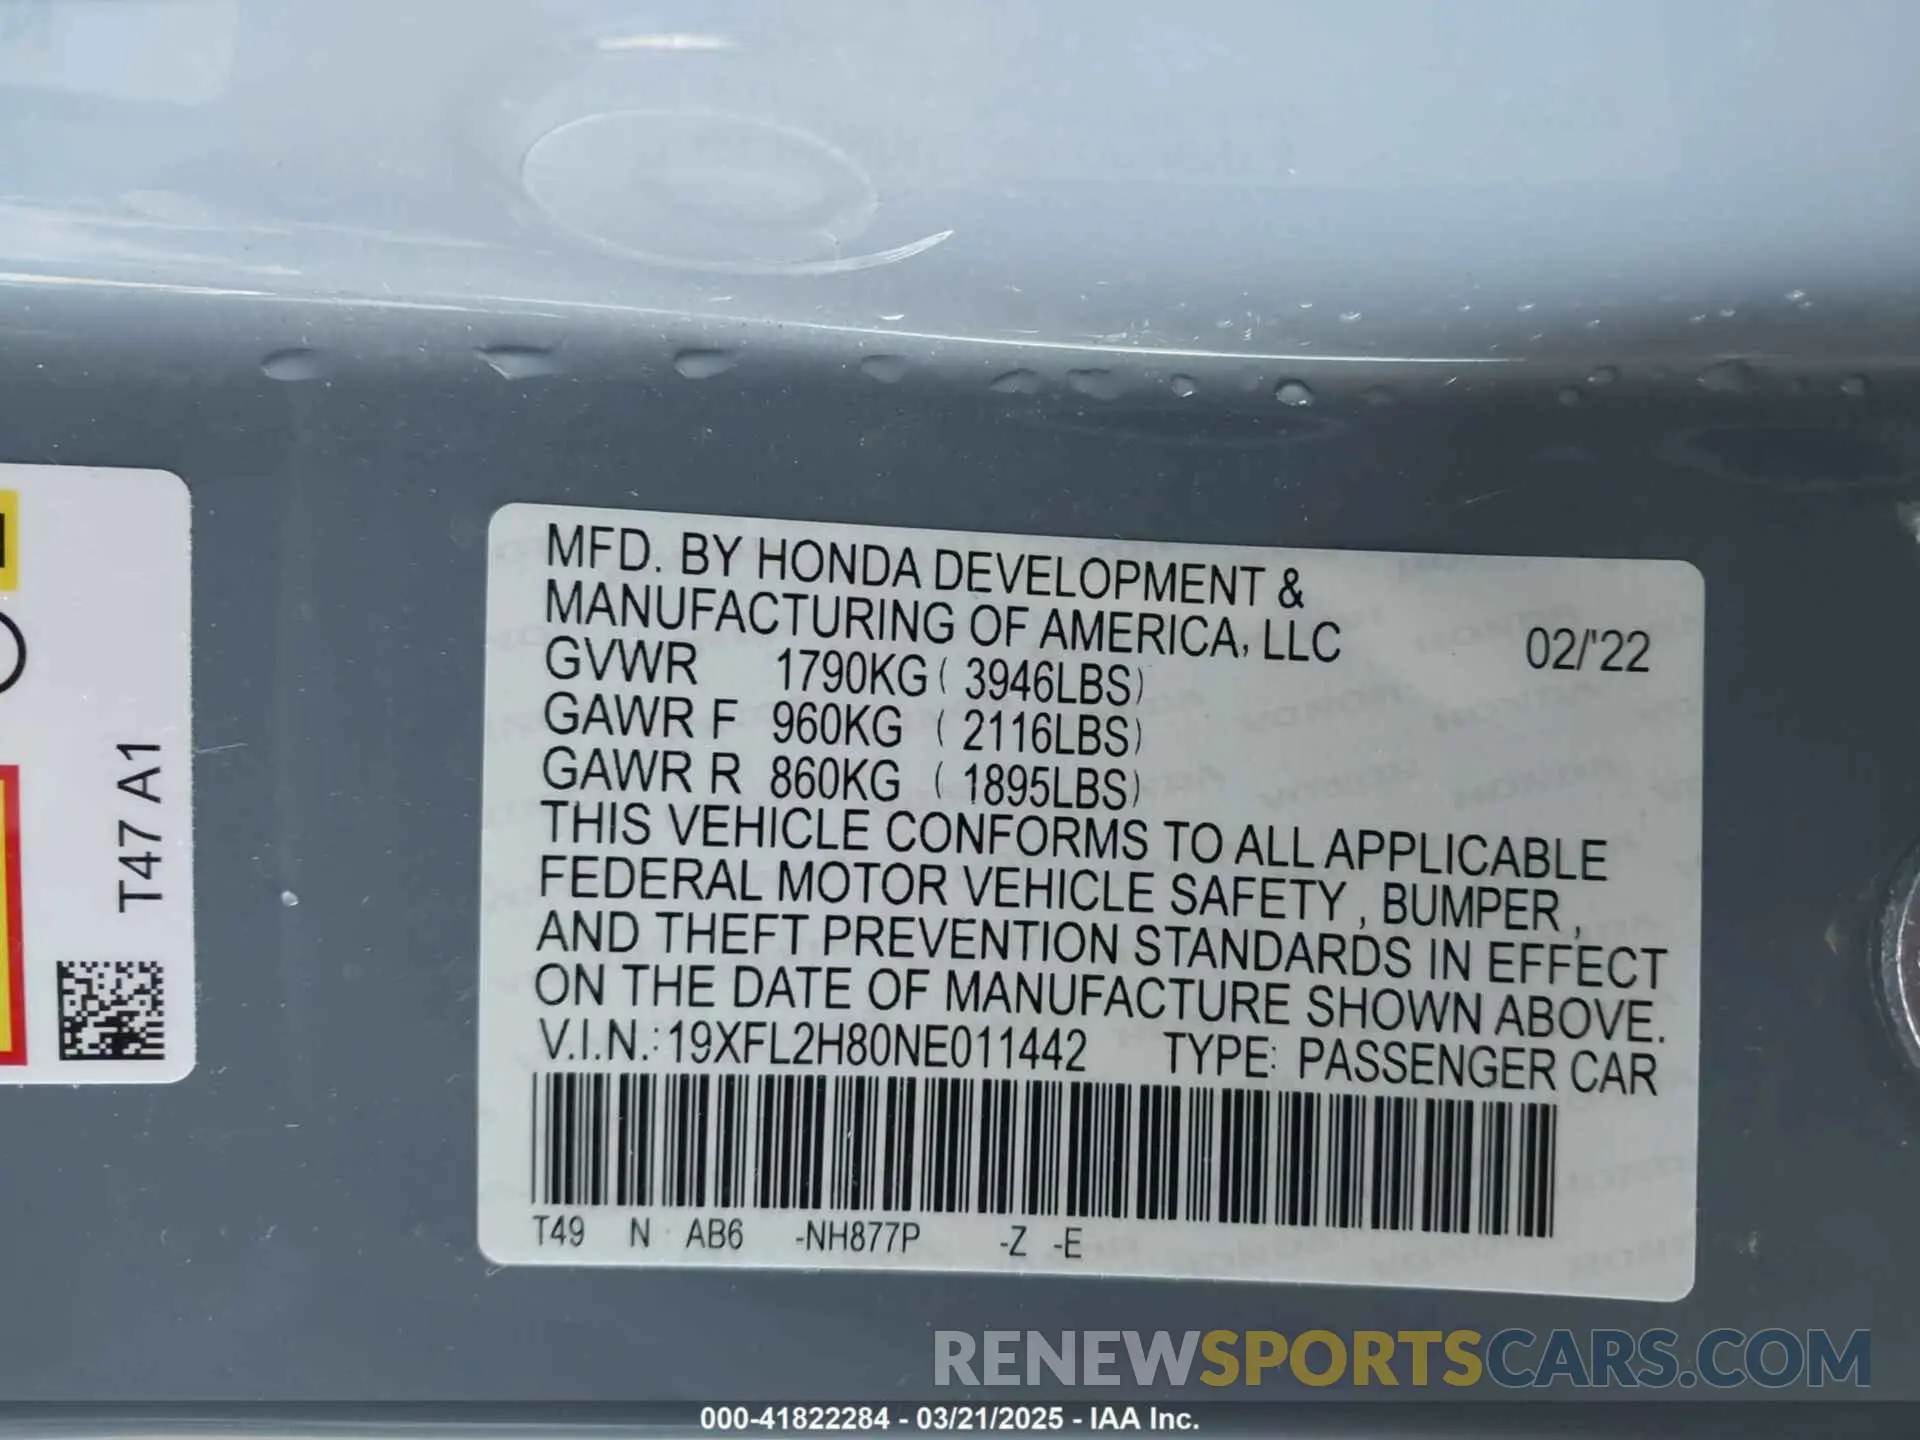 MFD. BY HONDA DEVELOPMENT &
MANUFACTURING OF AMERICA, LLC 02/'22
GVWR 1790KG ( 3946LBS)
GAWR F 960KG ( 2116LBS)
GAWR R 860KG ( 1895LBS)
THIS VEHICLE CONFORMS TO ALL APPLICABLE
FEDERAL MOTOR VEHICLE SAFETY , BUMPER ,
AND THEFT PREVENTION STANDARDS IN EFFECT
ON THE DATE OF MANUFACTURE SHOWN ABOVE.
V.I.N.: 19XFL2H80NE011442 TYPE: PASSENGER CAR
T49 N AB6 -NH877P -Z -E
T47 A1
RENEWSPORTSCARS.COM
000-41822284 - 03/21/2025 - IAA Inc.